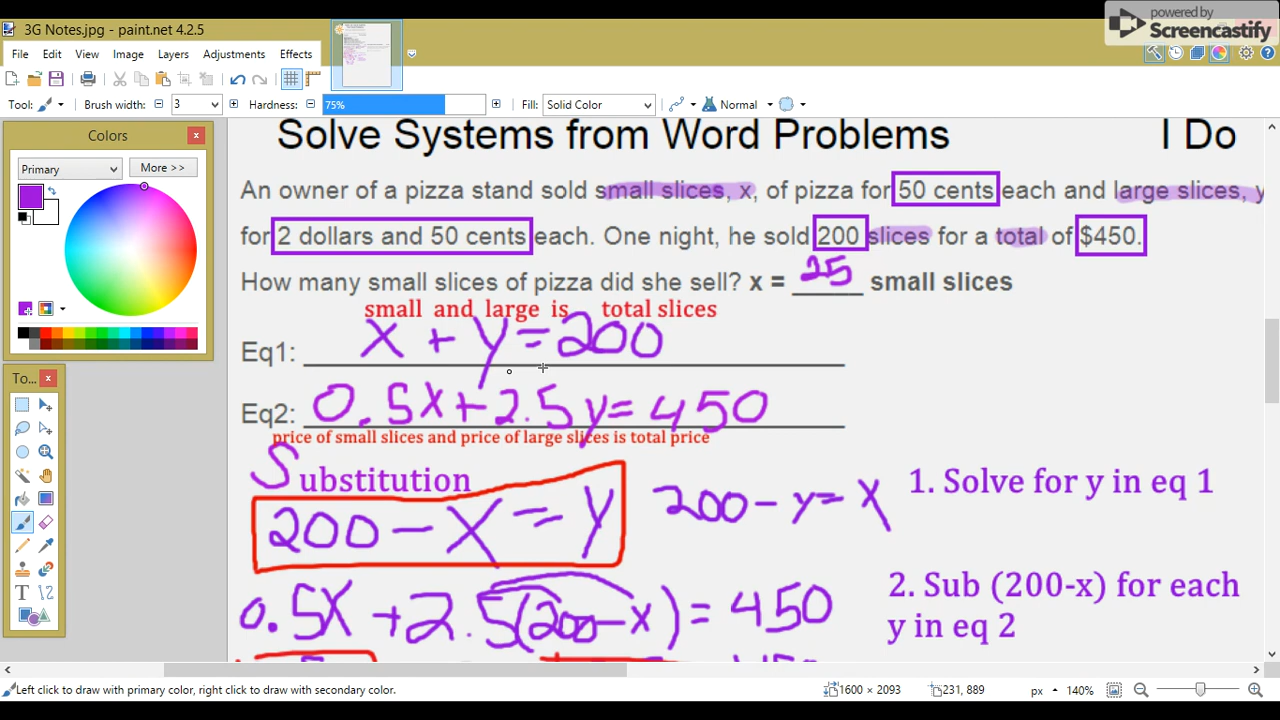 powered by
Screencastify
3G Notes.jpg - paint.net 4.2.5
File Edit View Image Layers Adjustments Effects
Tool: Brush width: 3 Hardness: 75% Fill: Solid Color Normal
Colors
Primary More >>
To...
Solve Systems from Word Problems I Do
An owner of a pizza stand sold small slices, x, of pizza for 50 cents each and large slices, y
for 2 dollars and 50 cents each. One night, he sold 200 slices for a total of $450.
How many small slices of pizza did she sell? x = 25 small slices
small and large is total slices
Eq1: x + y = 200
Eq2: 0.5x + 2.5y = 450
price of small slices and price of large slices is total price
Substitution
200 - x = y 200 - y = x 1. Solve for y in eq 1
0.5x + 2.5(200 - x) = 450 2. Sub (200-x) for each
y in eq 2
Left click to draw with primary color, right click to draw with secondary color. 1600 × 2093 231, 889 px 140%